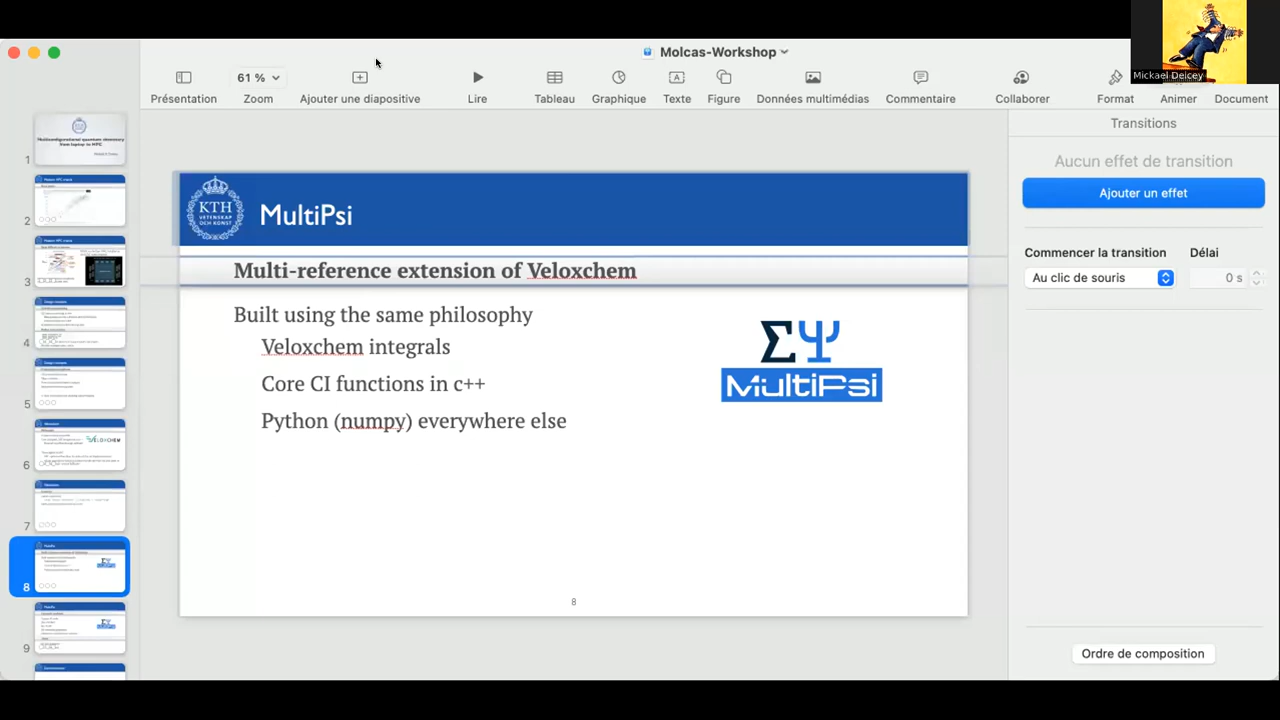 Molcas-Workshop
Mickael Delcey
61 %
Présentation
Zoom
Ajouter une diapositive
Lire
Tableau
Graphique
Texte
Figure
Données multimédias
Commentaire
Collaborer
Format
Animer
Document
1
2
3
4
5
6
7
8
9
KTH
VETENSKAP
OCH KONST
MultiPsi
Multi-reference extension of Veloxchem
Built using the same philosophy
Veloxchem integrals
Core CI functions in c++
Python (numpy) everywhere else
ΣΨ
MultiPsi
8
Transitions
Aucun effet de transition
Ajouter un effet
Commencer la transition
Délai
Au clic de souris
0 s
Ordre de composition